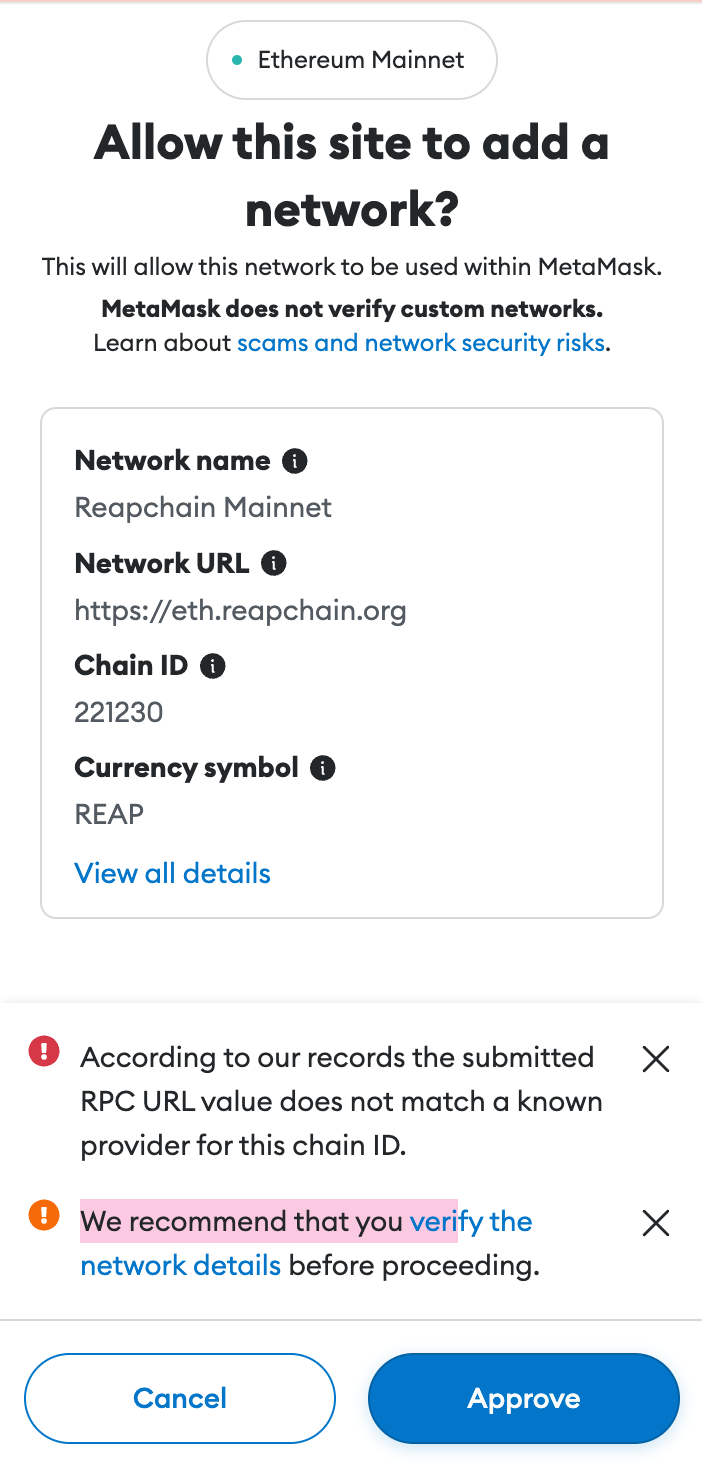 Ethereum Mainnet
Allow this site to add a
network?
This will allow this network to be used within MetaMask.
MetaMask does not verify custom networks.
Learn about scams and network security risks.
Network name
Reapchain Mainnet
Network URL
https://eth.reapchain.org
Chain ID
221230
Currency symbol
REAP
View all details
According to our records the submitted
RPC URL value does not match a known
provider for this chain ID.
We recommend that you verify the
network details before proceeding.
Cancel
Approve